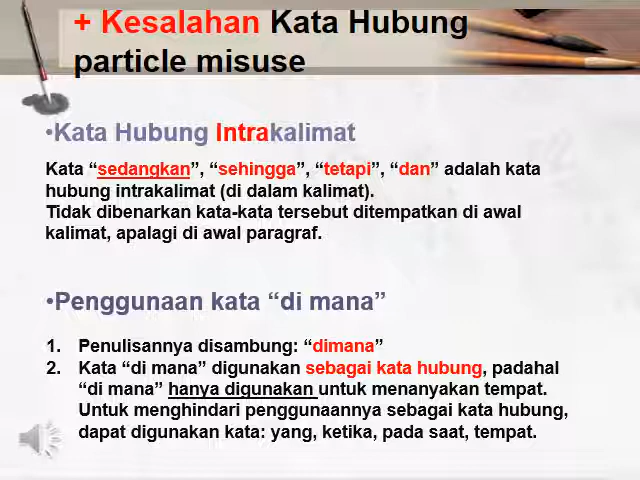 + Kesalahan Kata Hubung
particle misuse
•Kata Hubung Intrakalimat
Kata “sedangkan”, “sehingga”, “tetapi”, “dan” adalah kata
hubung intrakalimat (di dalam kalimat).
Tidak dibenarkan kata-kata tersebut ditempatkan di awal
kalimat, apalagi di awal paragraf.
•Penggunaan kata “di mana”
1. Penulisannya disambung: “dimana”
2. Kata “di mana” digunakan sebagai kata hubung, padahal
“di mana” hanya digunakan untuk menanyakan tempat.
Untuk menghindari penggunaannya sebagai kata hubung,
dapat digunakan kata: yang, ketika, pada saat, tempat.